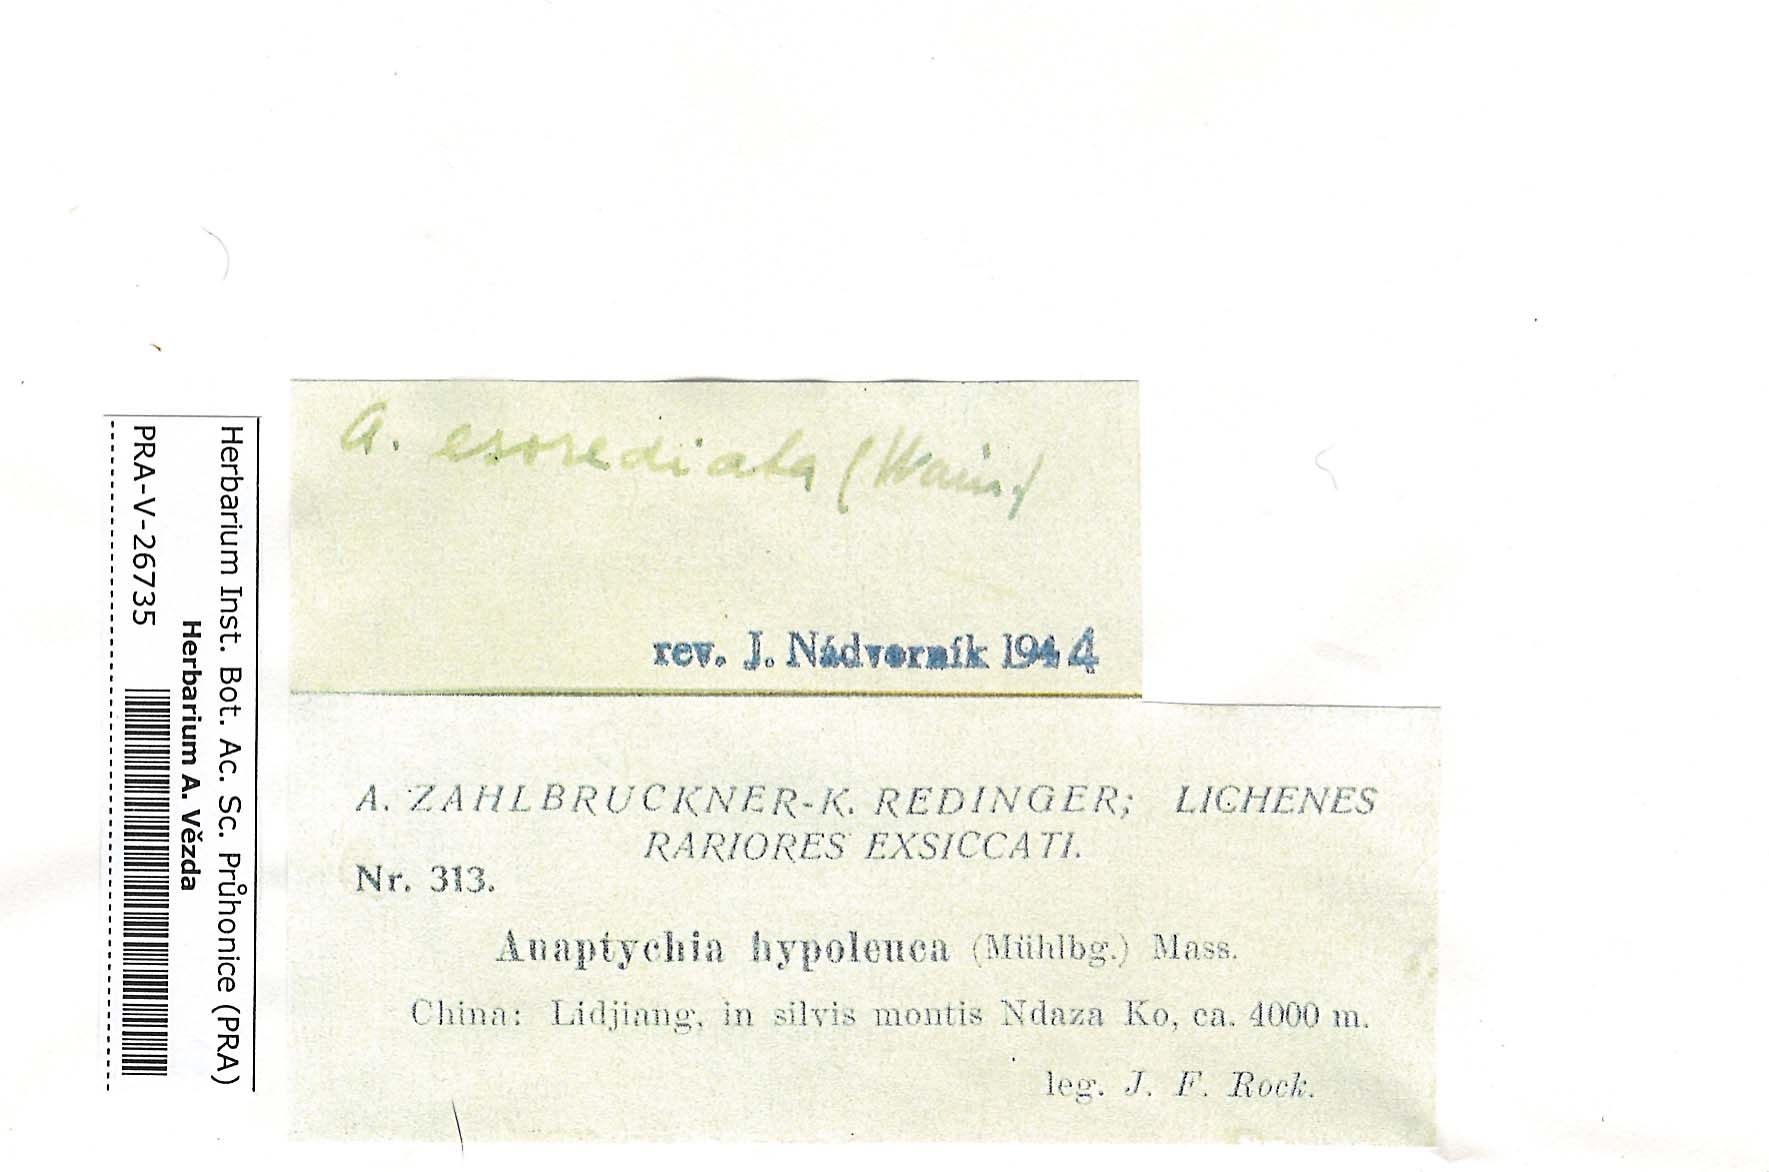 Herbarium Inst. Bot. Ac. Sc. Průhonice (PRA)
Herbarium A. Vězda
PRA-V-26735
A. esorediata (Wain.)
rev. J. Nádvorník 1944
A. ZAHLBRUCKNER-K. REDINGER; LICHENES
RARIORES EXSICCATI.
Nr. 313.
Anaptychia hypoleuca (Mühlbg.) Mass.
China: Lidjiang, in silvis montis Ndaza Ko, ca. 4000 m.
leg. J. F. Rock.